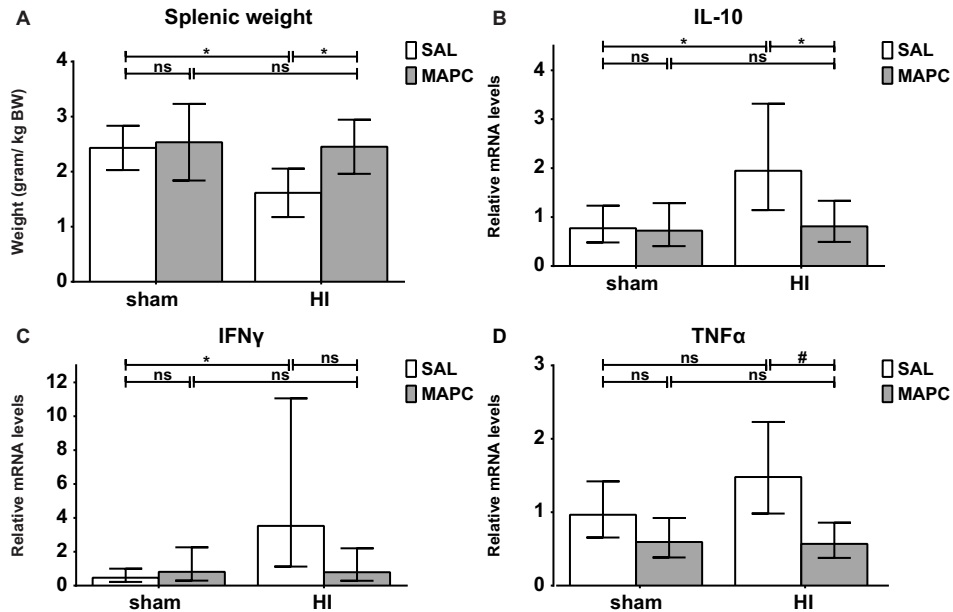 A
Splenic weight
* *
ns ns
SAL
MAPC
Weight (gram/ kg BW)
4
3
2
1
0
sham HI
B
IL-10
* *
ns ns
SAL
MAPC
Relative mRNA levels
4
3
2
1
0
sham HI
C
IFNγ
* ns
ns ns
SAL
MAPC
Relative mRNA levels
12
10
8
6
4
2
0
sham HI
D
TNFα
ns #
ns ns
SAL
MAPC
Relative mRNA levels
3
2
1
0
sham HI